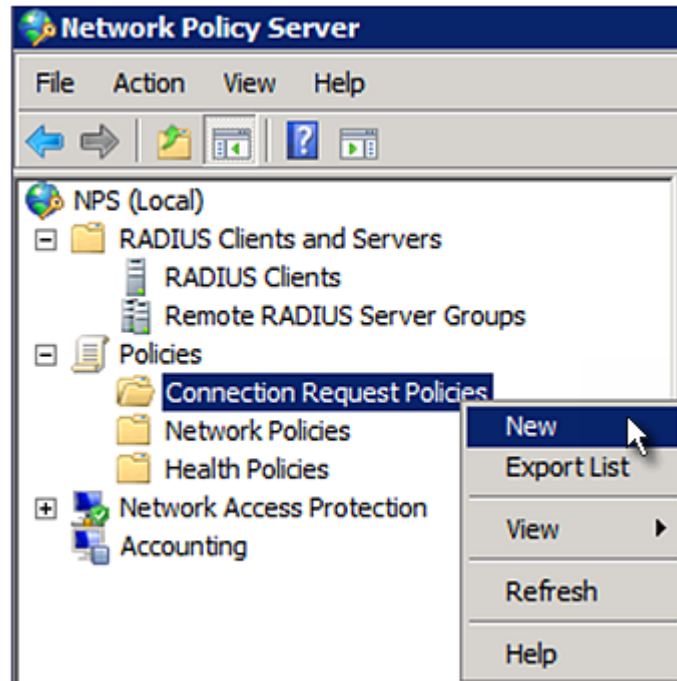 Network Policy Server
File Action View Help
NPS (Local)
RADIUS Clients and Servers
RADIUS Clients
Remote RADIUS Server Groups
Policies
Connection Request Policies
Network Policies
Health Policies
Network Access Protection
Accounting
New
Export List
View
Refresh
Help